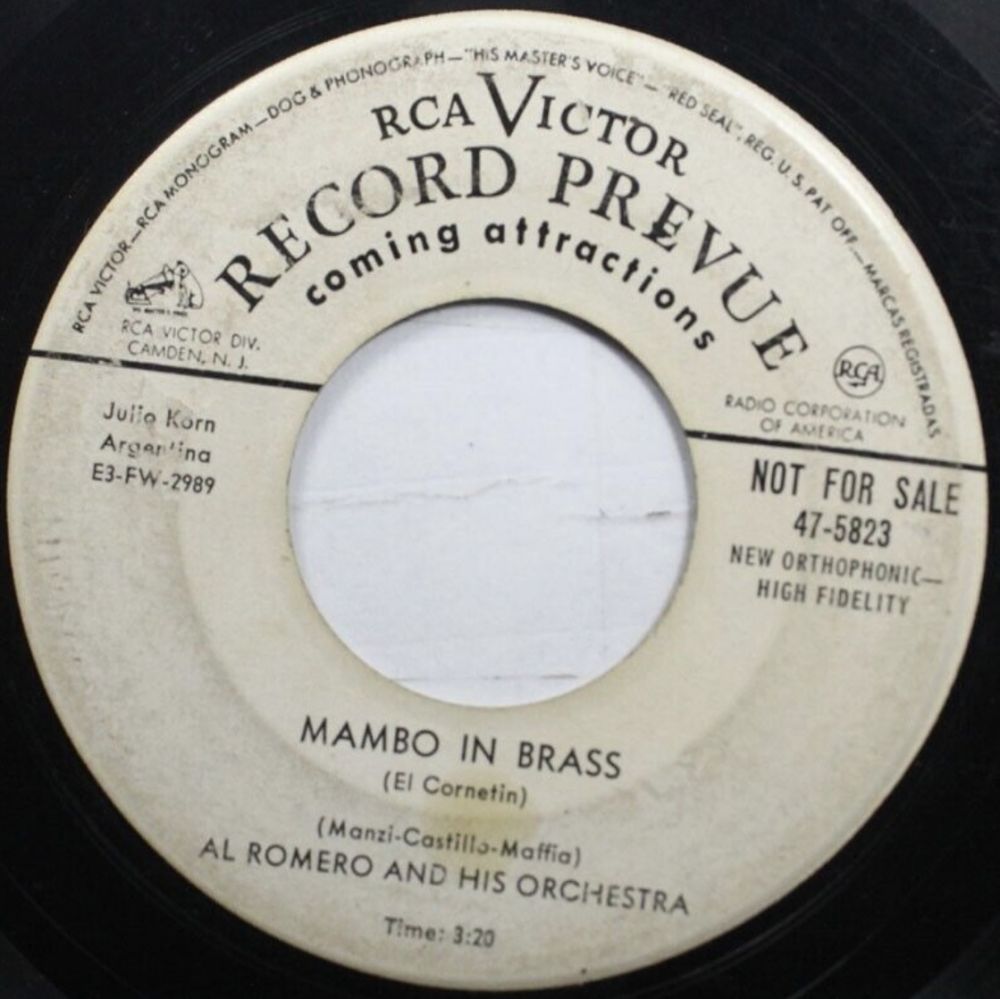 RCA VICTOR—RCA MONOGRAM—DOG & PHONOGRAPH—"HIS MASTER'S VOICE"—"RED SEAL", REG. U. S. PAT OFF.—MARCAS REGISTRADAS
RCA VICTOR
RECORD PREVUE
coming attractions
RCA VICTOR DIV.
CAMDEN, N. J.
RCA
RADIO CORPORATION
OF AMERICA
Julio Korn
Argentina
E3-FW-2989
NOT FOR SALE
47-5823
NEW ORTHOPHONIC—
HIGH FIDELITY
MAMBO IN BRASS
(El Cornetin)
(Manzi-Castillo-Maffia)
AL ROMERO AND HIS ORCHESTRA
Time: 3:20